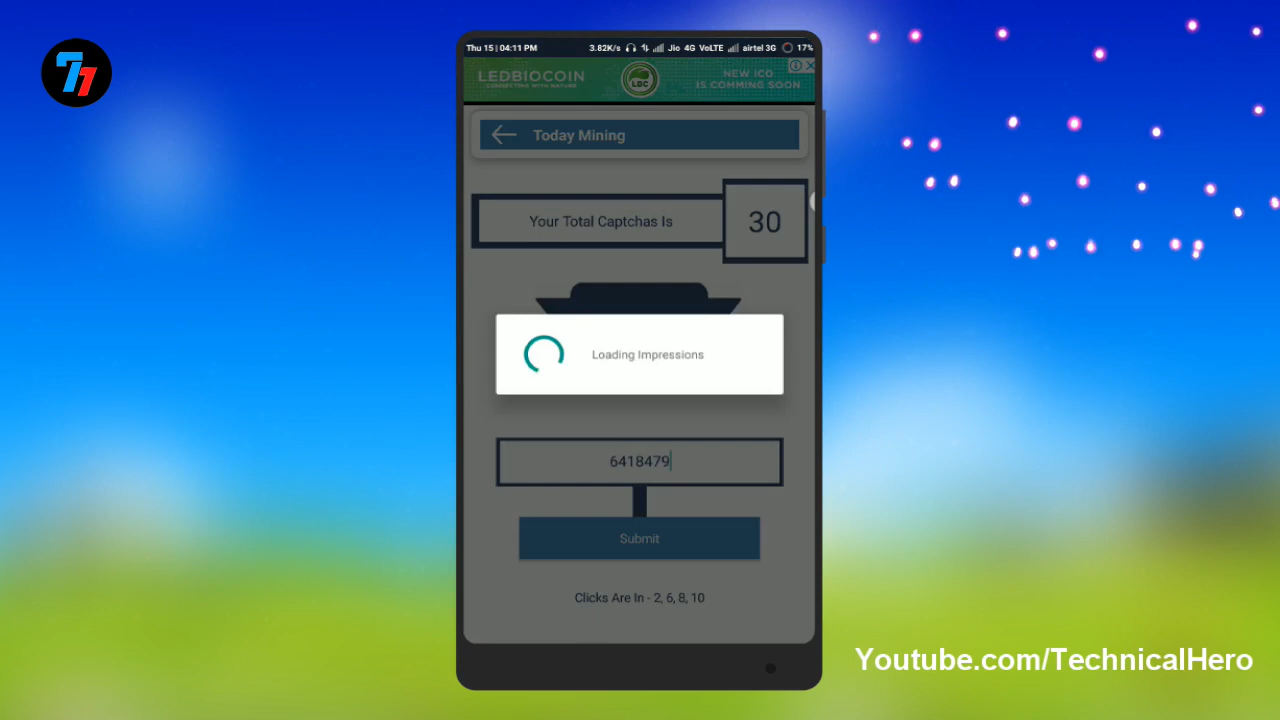 Thu 15 | 04:11 PM 3.82K/s Jio 4G VoLTE airtel 3G 17%
LEDBIOCOIN
CONNECTING WITH NATURE
LBC
NEW ICO
IS COMMING SOON
Today Mining
Your Total Captchas Is
30
Loading Impressions
6418479
Submit
Clicks Are In - 2, 6, 8, 10
Youtube.com/TechnicalHero